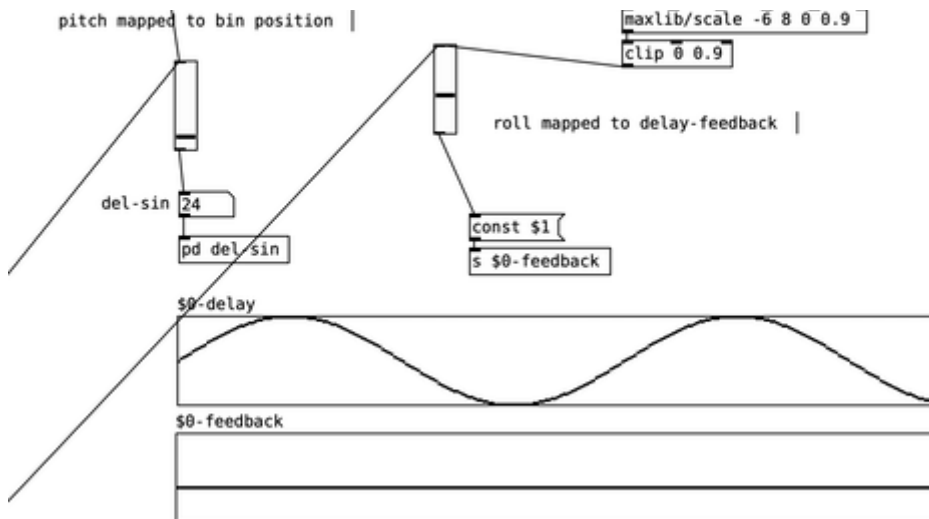 pitch mapped to bin position
maxlib/scale -6 8 0 0.9
clip 0 0.9
roll mapped to delay-feedback
del-sin 24
pd del-sin
const $1
s $0-feedback
$0-delay
$0-feedback